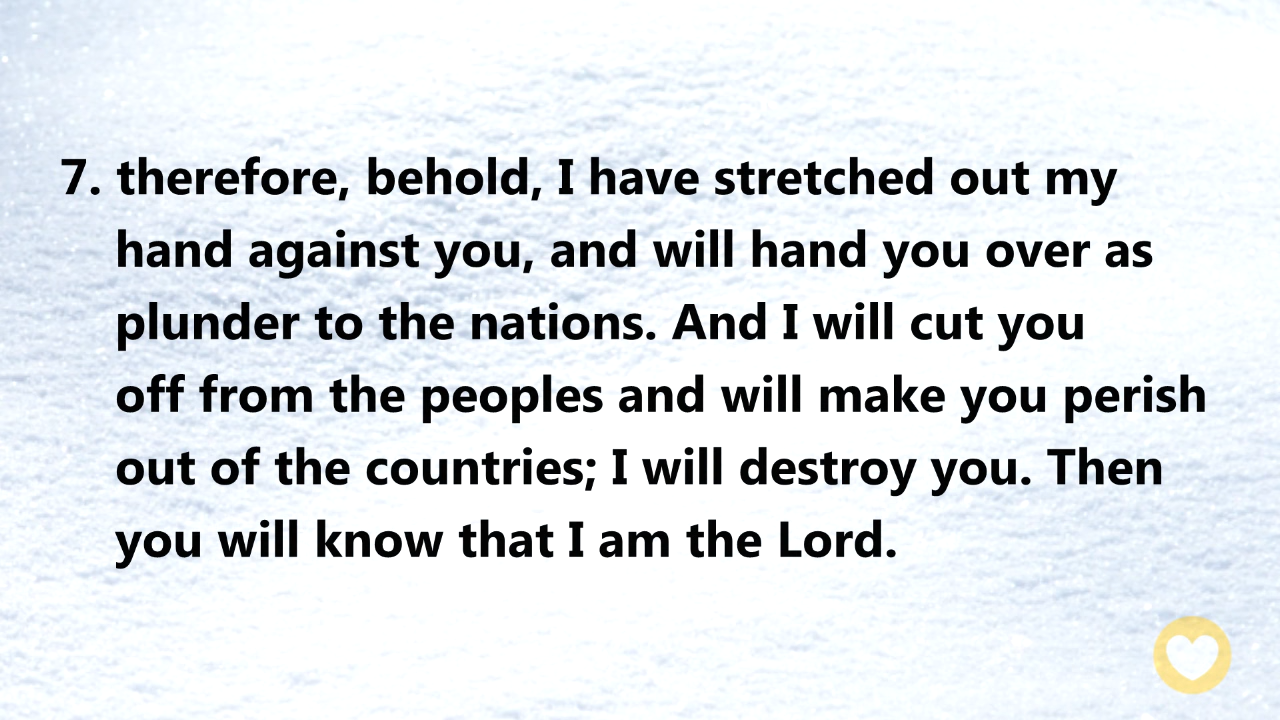 7. therefore, behold, I have stretched out my
hand against you, and will hand you over as
plunder to the nations. And I will cut you
off from the peoples and will make you perish
out of the countries; I will destroy you. Then
you will know that I am the Lord.